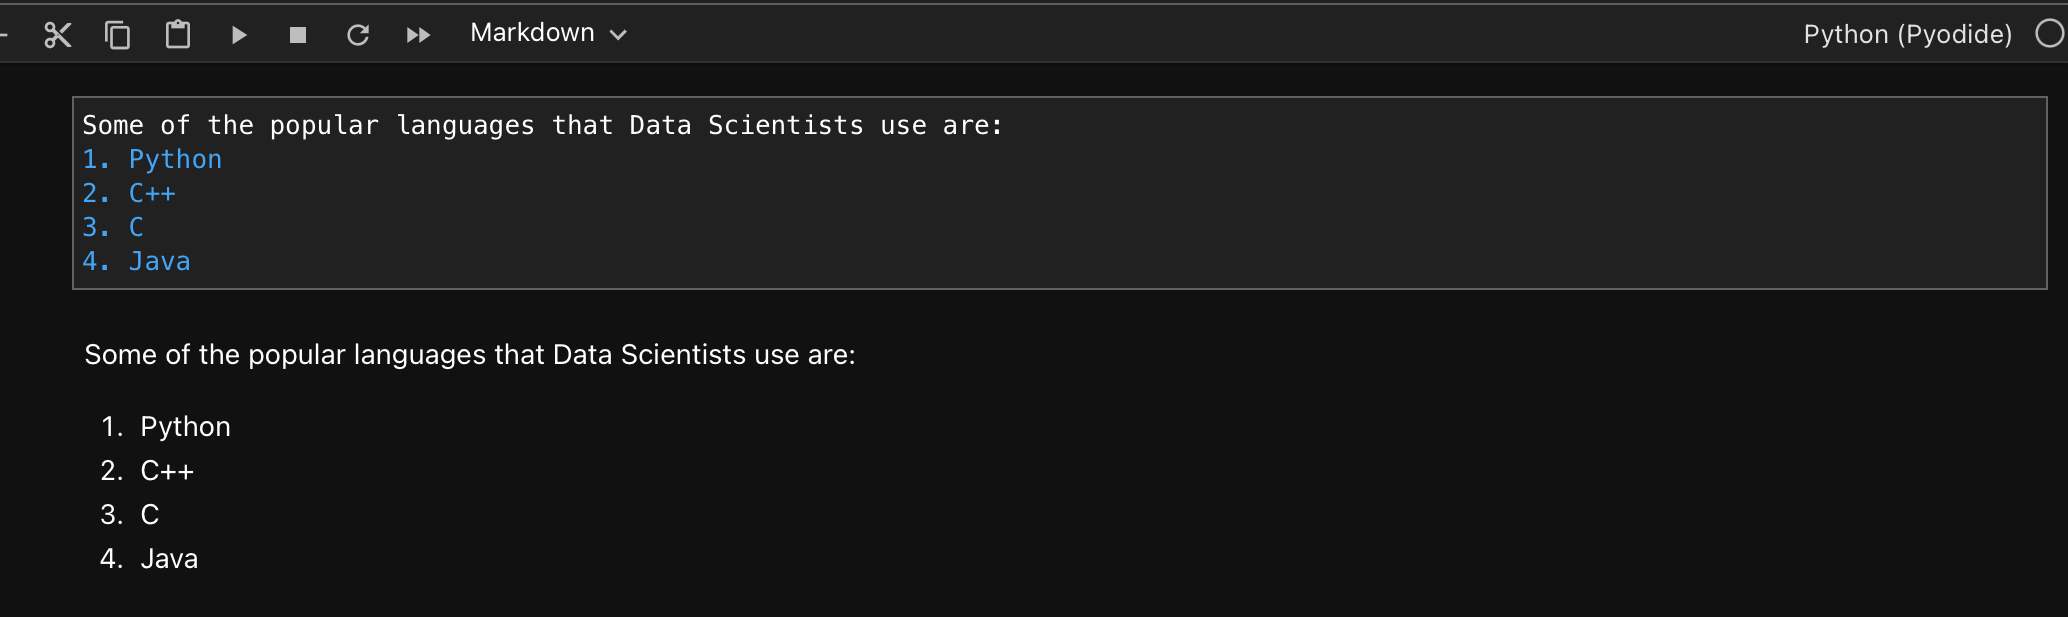 Markdown
Python (Pyodide)
Some of the popular languages that Data Scientists use are:
1. Python
2. C++
3. C
4. Java
Some of the popular languages that Data Scientists use are:
1. Python
2. C++
3. C
4. Java